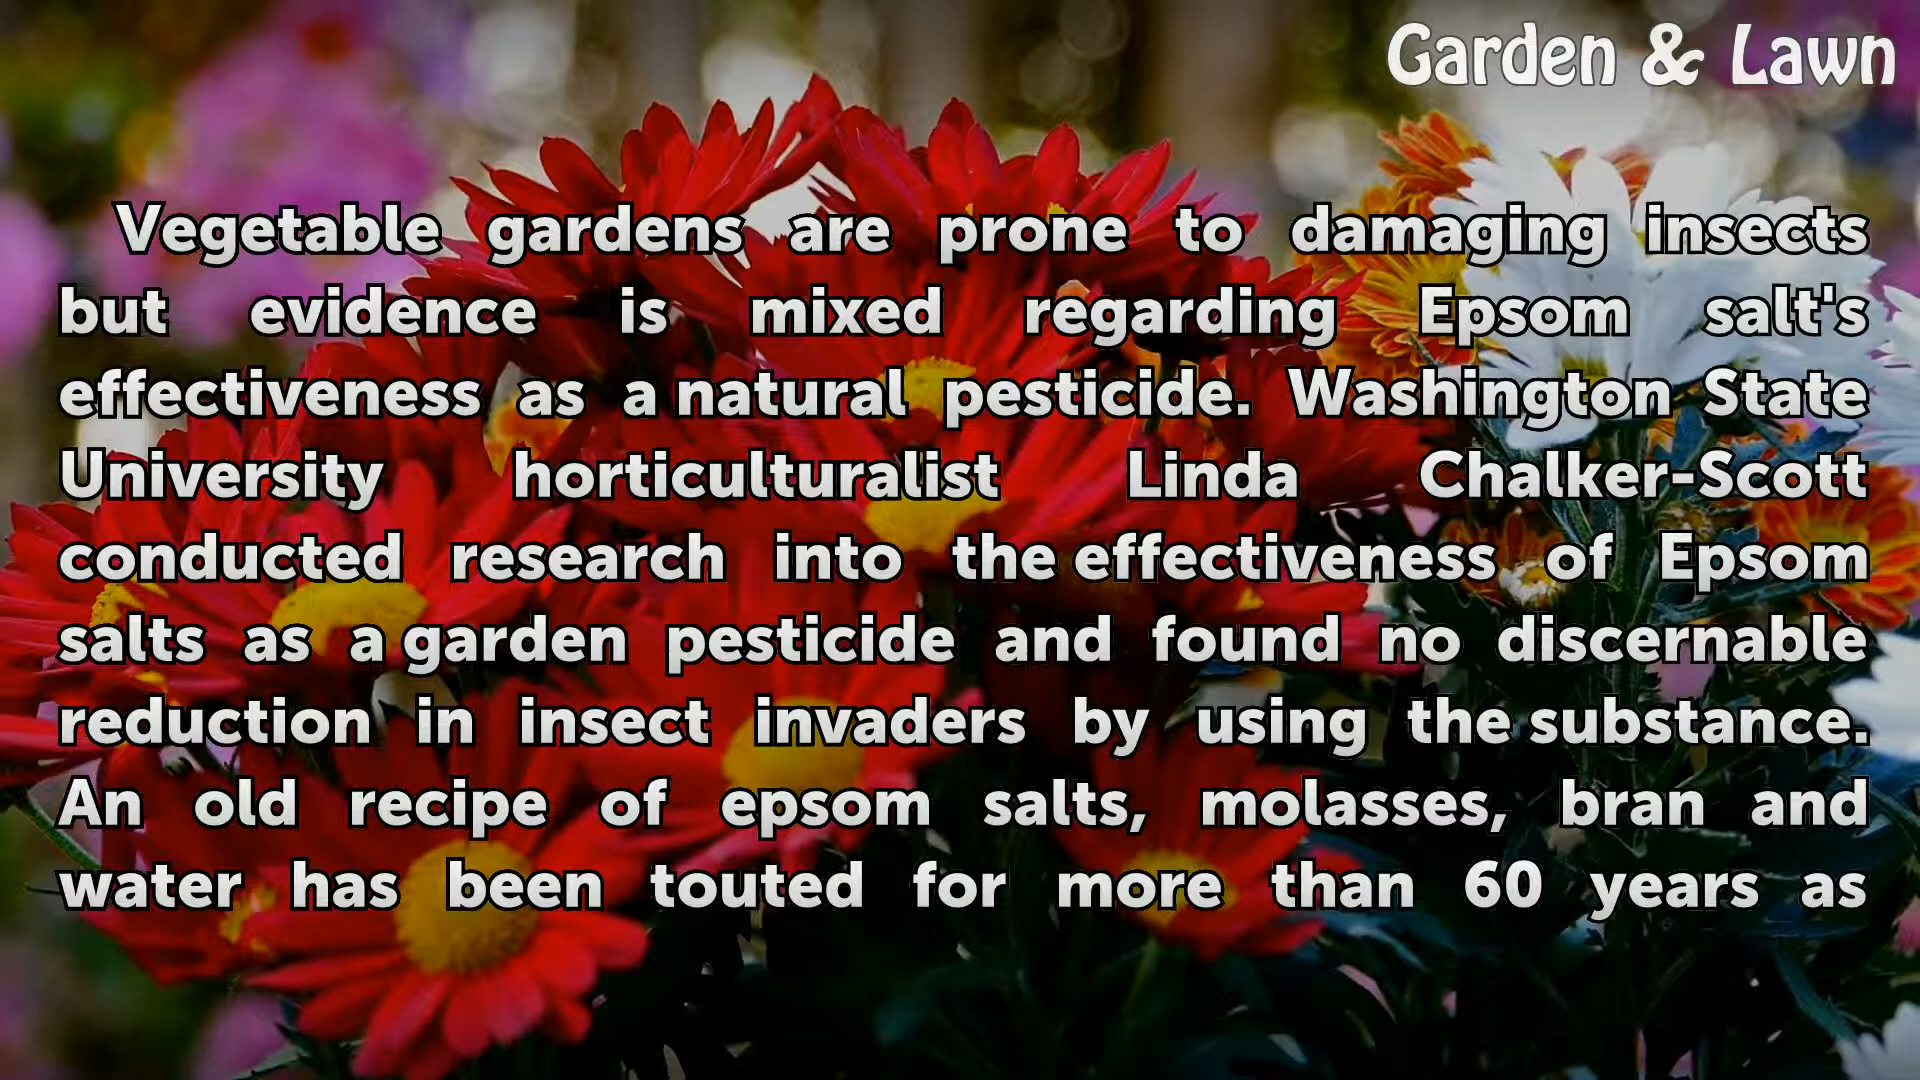 Garden & Lawn
Vegetable gardens are prone to damaging insects
but evidence is mixed regarding Epsom salt's
effectiveness as a natural pesticide. Washington State
University horticulturalist Linda Chalker-Scott
conducted research into the effectiveness of Epsom
salts as a garden pesticide and found no discernable
reduction in insect invaders by using the substance.
An old recipe of epsom salts, molasses, bran and
water has been touted for more than 60 years as